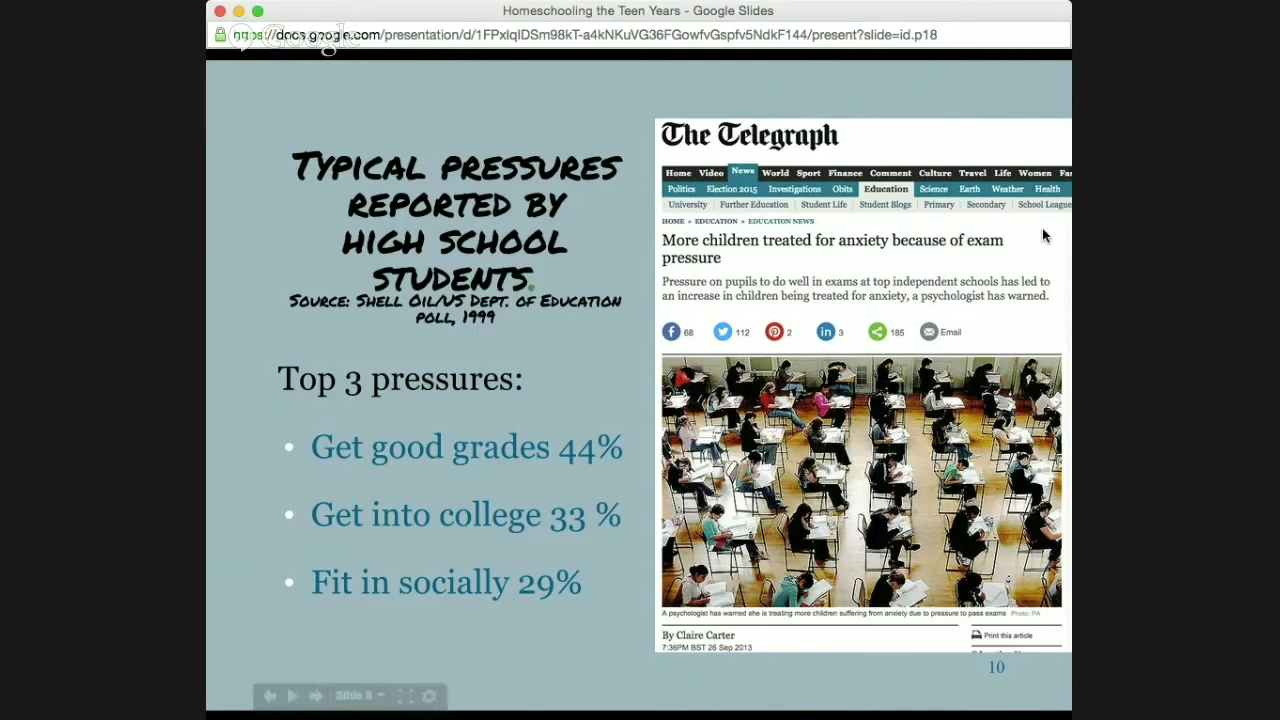 Homeschooling the Teen Years - Google Slides
https://docs.google.com/presentation/d/1FPxIqIDSm98kT-a4kNKuVG36FGowfvGspfv5NdkF144/present?slide=id.p18
Google
TYPICAL PRESSURES
REPORTED BY
HIGH SCHOOL
STUDENTS.
SOURCE: SHELL OIL/US DEPT. OF EDUCATION
POLL, 1999
Top 3 pressures:
• Get good grades 44%
• Get into college 33 %
• Fit in socially 29%
The Telegraph
Home Video News World Sport Finance Comment Culture Travel Life Women Fas
Politics Election 2015 Investigations Obits Education Science Earth Weather Health
University Further Education Student Life Student Blogs Primary Secondary School League
HOME » EDUCATION » EDUCATION NEWS
More children treated for anxiety because of exam
pressure
Pressure on pupils to do well in exams at top independent schools has led to
an increase in children being treated for anxiety, a psychologist has warned.
68 112 2 3 185 Email
A psychologist has warned she is treating more children suffering from anxiety due to pressure to pass exams Photo: PA
By Claire Carter
7:36PM BST 26 Sep 2013
Print this article
10
Slide 8